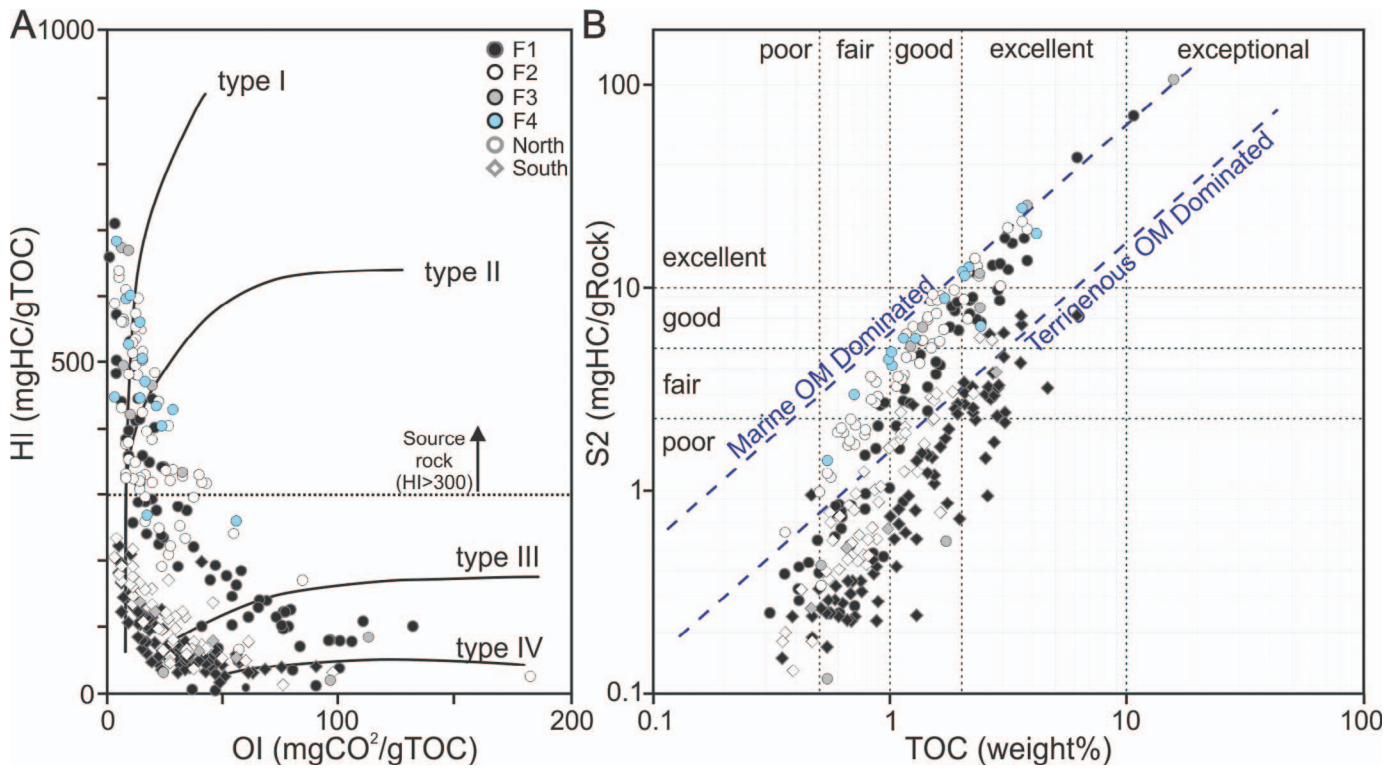 A
1000
500
0
HI (mgHC/gTOC)
type I
type II
type III
type IV
F1
F2
F3
F4
North
South
Source
rock
(HI>300)
0
100
200
OI (mgCO²/gTOC)
B
poor
fair
good
excellent
exceptional
100
10
1
0.1
S2 (mgHC/gRock)
excellent
good
fair
poor
Marine OM Dominated
Terrigenous OM Dominated
0.1
1
10
100
TOC (weight%)